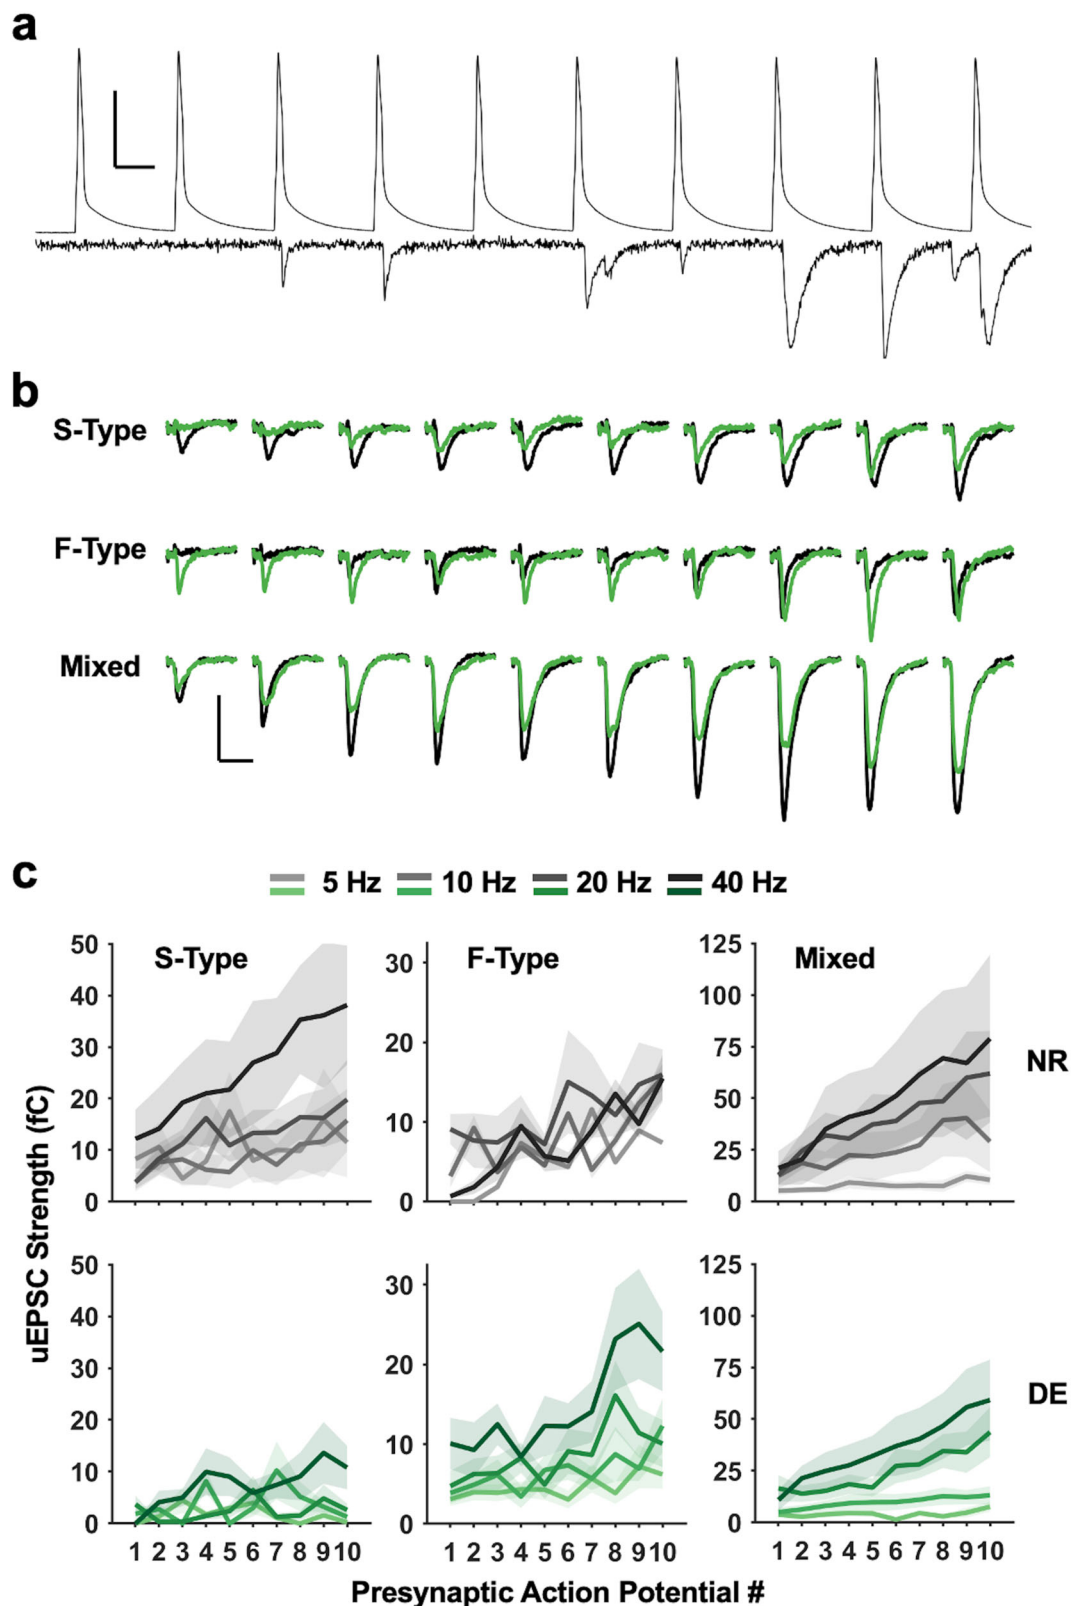 a
b
S-Type
F-Type
Mixed
c
5 Hz 10 Hz 20 Hz 40 Hz
S-Type F-Type Mixed
50 40 30 20 10 0
30 20 10 0
125 100 75 50 25 0
NR
uEPSC Strength (fC)
50 40 30 20 10 0
30 20 10 0
125 100 75 50 25 0
DE
1 2 3 4 5 6 7 8 9 10
1 2 3 4 5 6 7 8 9 10
1 2 3 4 5 6 7 8 9 10
Presynaptic Action Potential #